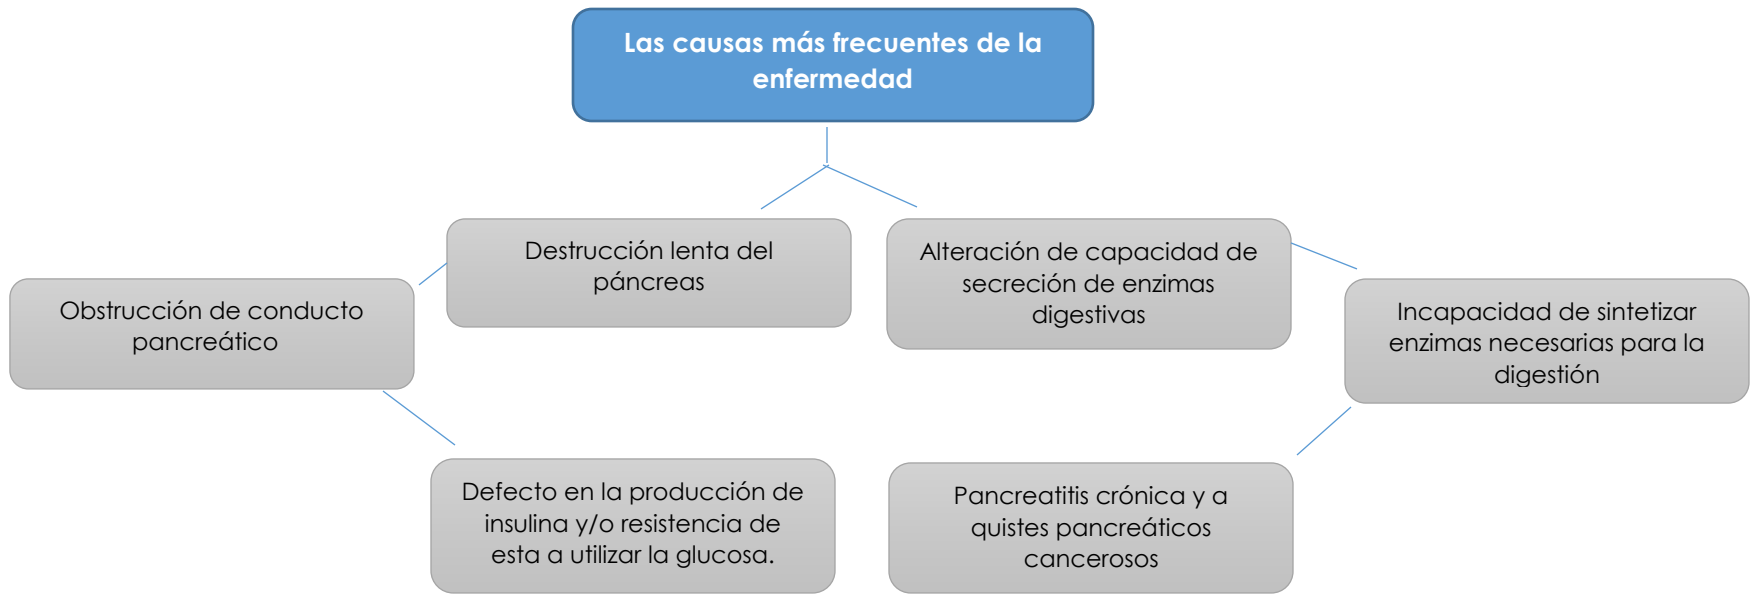 Las causas más frecuentes de la
enfermedad
Destrucción lenta del
páncreas
Alteración de capacidad de
secreción de enzimas
digestivas
Obstrucción de conducto
pancreático
Incapacidad de sintetizar
enzimas necesarias para la
digestión
Defecto en la producción de
insulina y/o resistencia de
esta a utilizar la glucosa.
Pancreatitis crónica y a
quistes pancreáticos
cancerosos